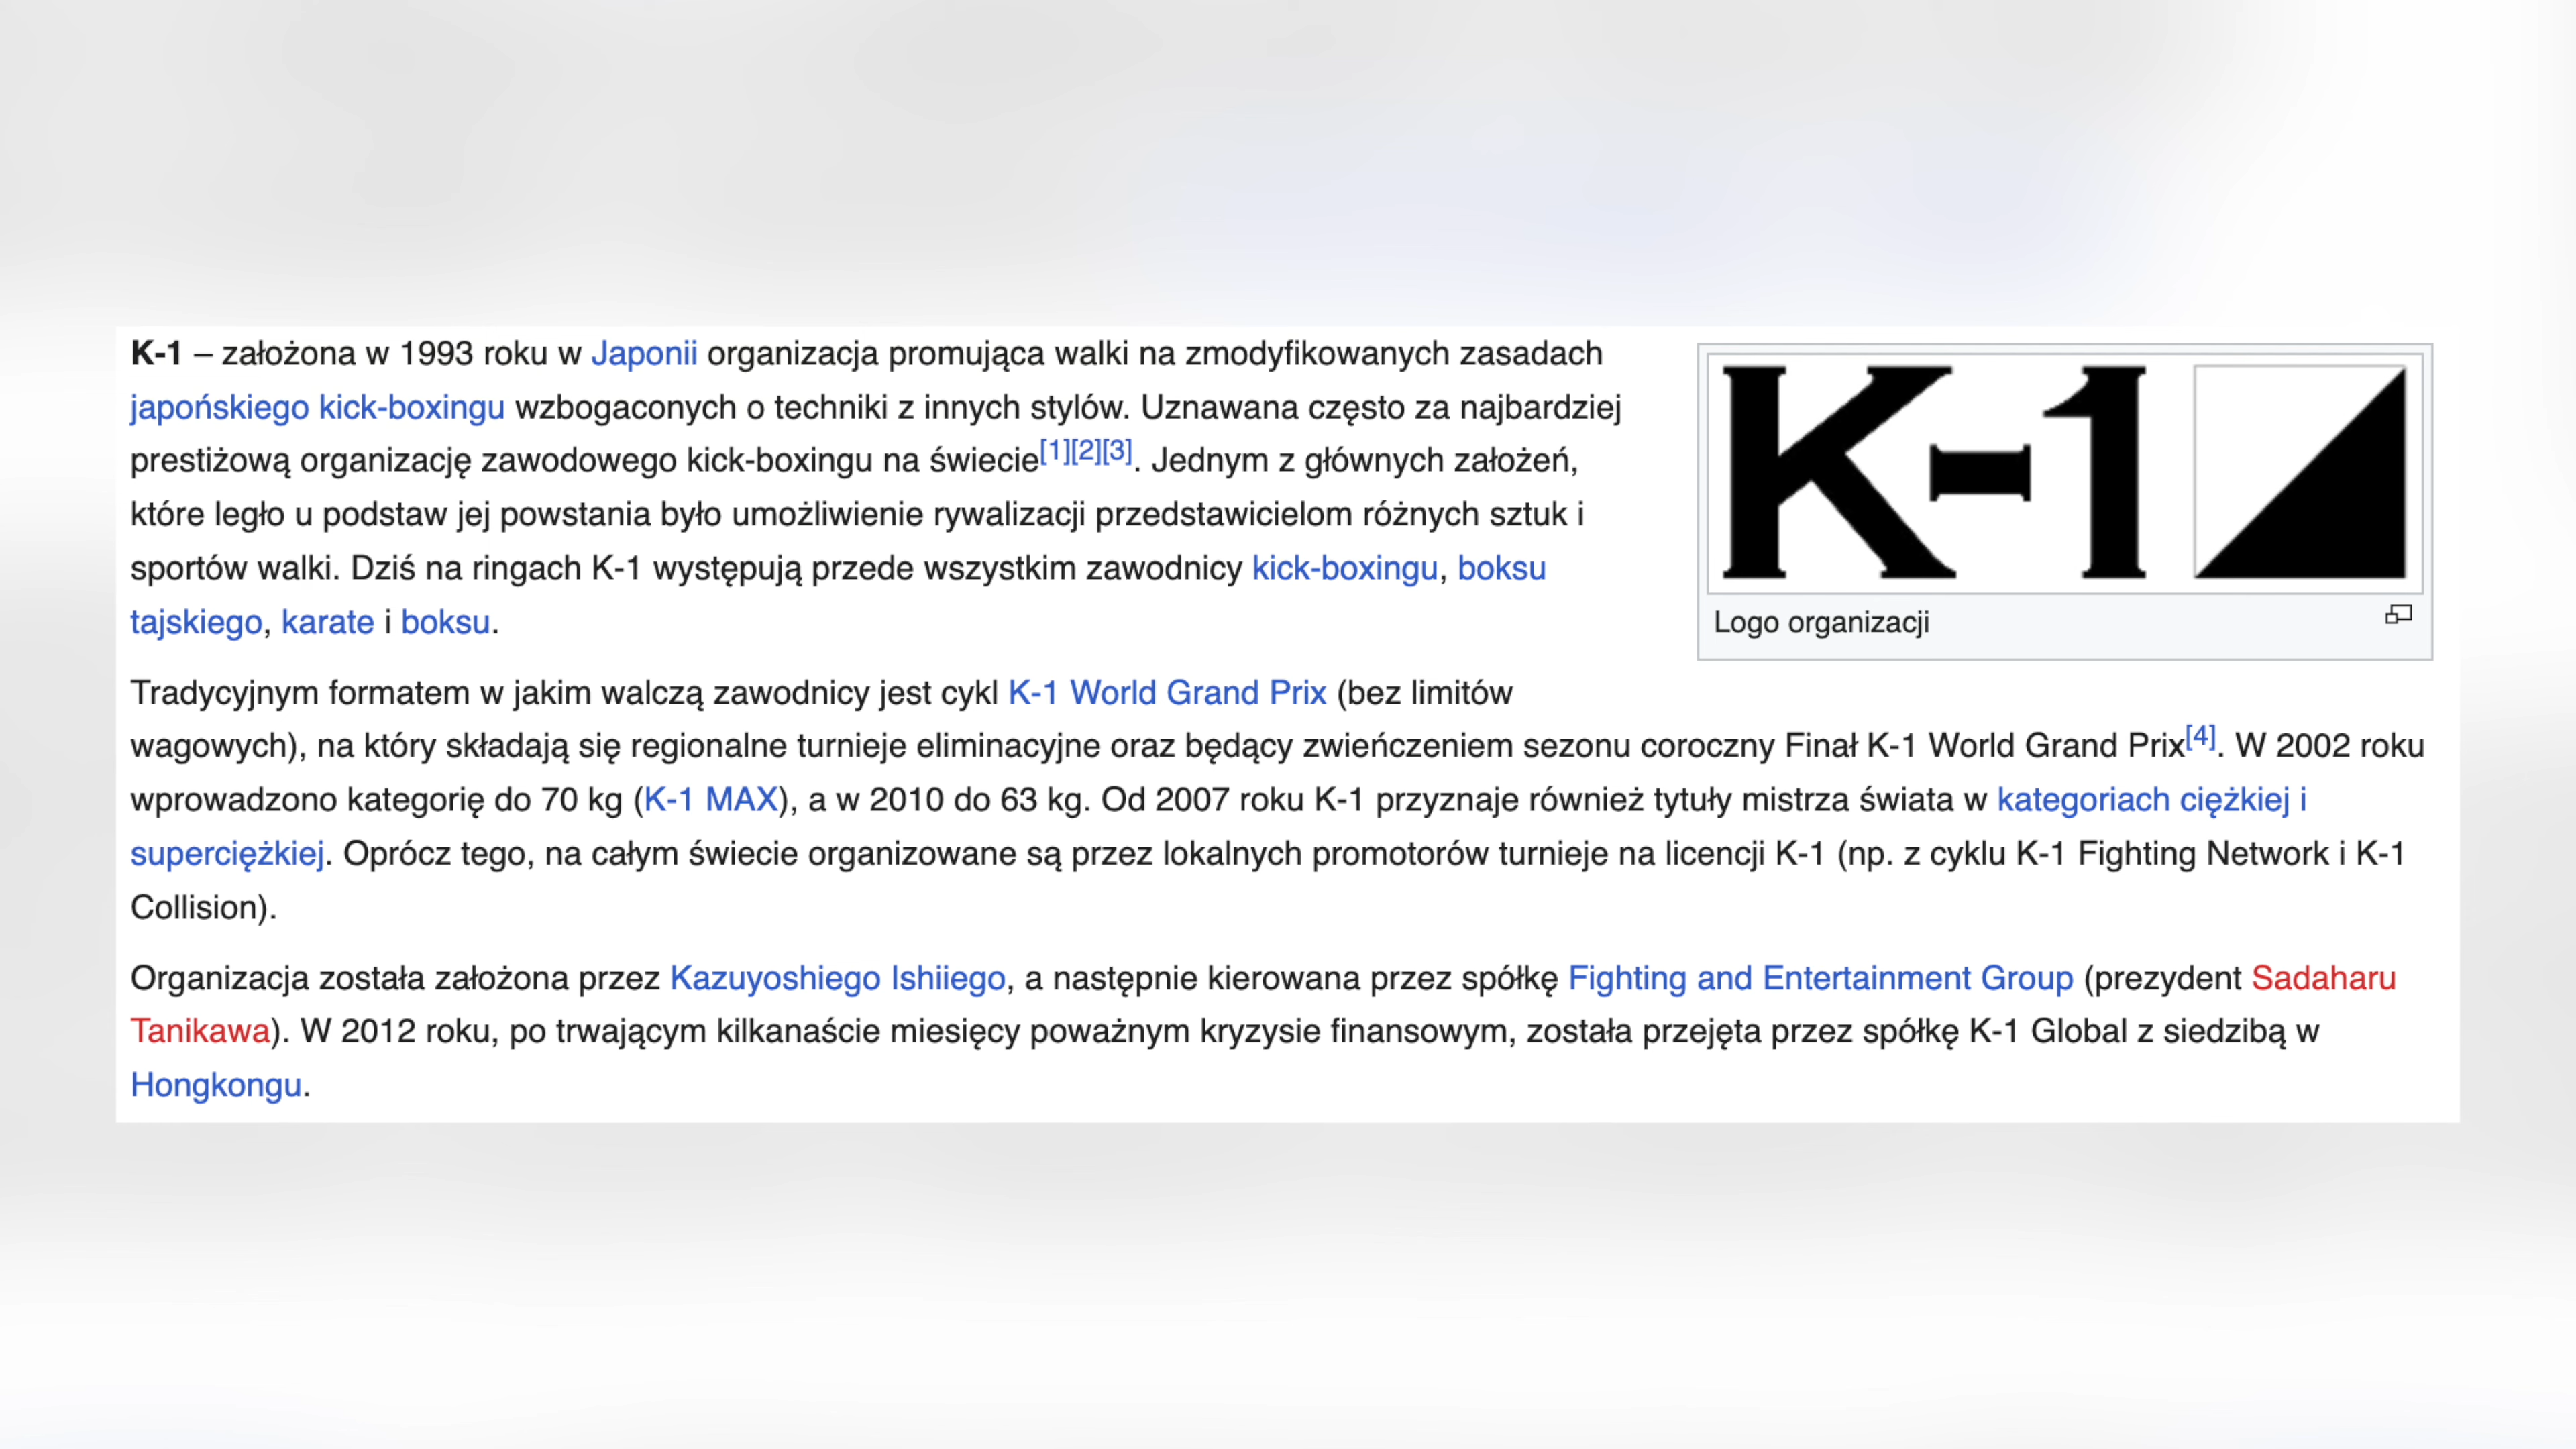 K-1 – założona w 1993 roku w Japonii organizacja promująca walki na zmodyfikowanych zasadach
japońskiego kick-boxingu wzbogaconych o techniki z innych stylów. Uznawana często za najbardziej
prestiżową organizację zawodowego kick-boxingu na świecie[1][2][3]. Jednym z głównych założeń,
które legło u podstaw jej powstania było umożliwienie rywalizacji przedstawicielom różnych sztuk i
sportów walki. Dziś na ringach K-1 występują przede wszystkim zawodnicy kick-boxingu, boksu
tajskiego, karate i boksu.
K-1
Logo organizacji
Tradycyjnym formatem w jakim walczą zawodnicy jest cykl K-1 World Grand Prix (bez limitów
wagowych), na który składają się regionalne turnieje eliminacyjne oraz będący zwieńczeniem sezonu coroczny Finał K-1 World Grand Prix[4]. W 2002 roku
wprowadzono kategorię do 70 kg (K-1 MAX), a w 2010 do 63 kg. Od 2007 roku K-1 przyznaje również tytuły mistrza świata w kategoriach ciężkiej i
superciężkiej. Oprócz tego, na całym świecie organizowane są przez lokalnych promotorów turnieje na licencji K-1 (np. z cyklu K-1 Fighting Network i K-1
Collision).
Organizacja została założona przez Kazuyoshiego Ishiiego, a następnie kierowana przez spółkę Fighting and Entertainment Group (prezydent Sadaharu
Tanikawa). W 2012 roku, po trwającym kilkanaście miesięcy poważnym kryzysie finansowym, została przejęta przez spółkę K-1 Global z siedzibą w
Hongkongu.